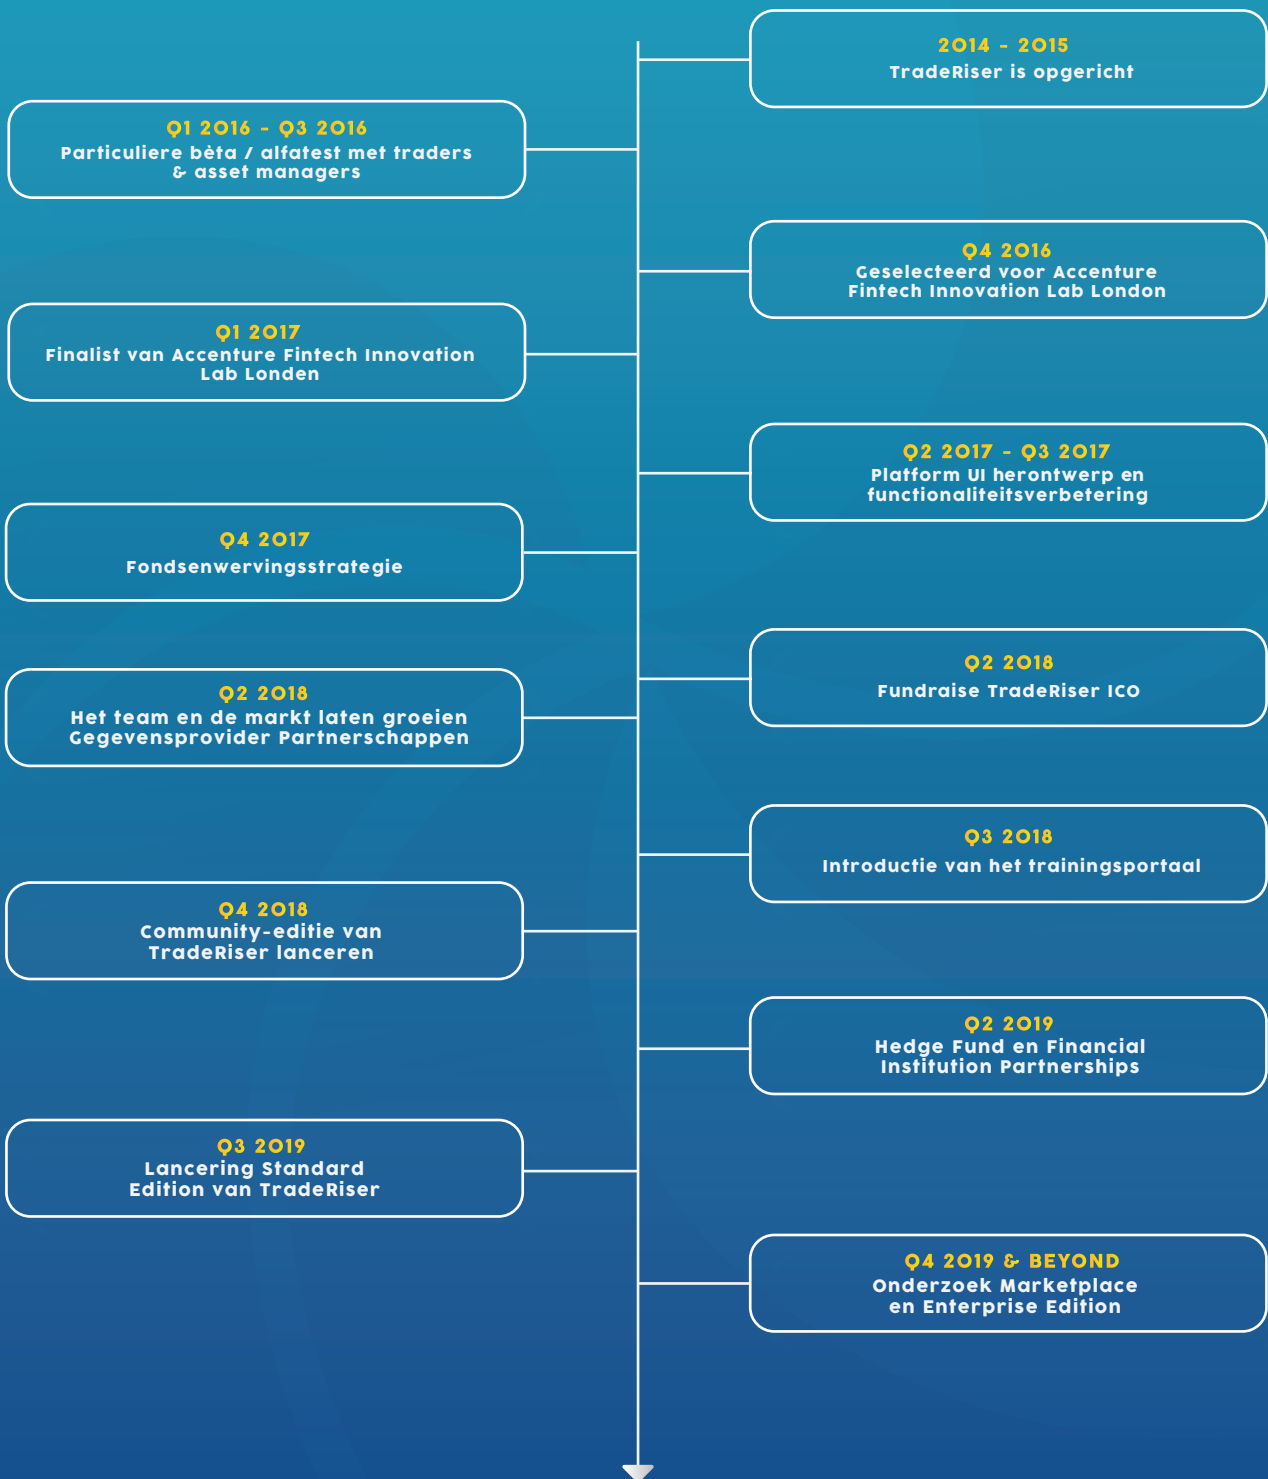 2014 - 2015
TradeRiser is opgericht
Q1 2016 - Q3 2016
Particuliere bèta / alfatest met traders
& asset managers
Q4 2016
Geselecteerd voor Accenture
Fintech Innovation Lab London
Q1 2017
Finalist van Accenture Fintech Innovation
Lab Londen
Q2 2017 - Q3 2017
Platform UI herontwerp en
functionaliteitsverbetering
Q4 2017
Fondsenwervingsstrategie
Q2 2018
Fundraise TradeRiser ICO
Q2 2018
Het team en de markt laten groeien
Gegevensprovider Partnerschappen
Q3 2018
Introductie van het trainingsportaal
Q4 2018
Community-editie van
TradeRiser lanceren
Q2 2019
Hedge Fund en Financial
Institution Partnerships
Q3 2019
Lancering Standard
Edition van TradeRiser
Q4 2019 & BEYOND
Onderzoek Marketplace
en Enterprise Edition